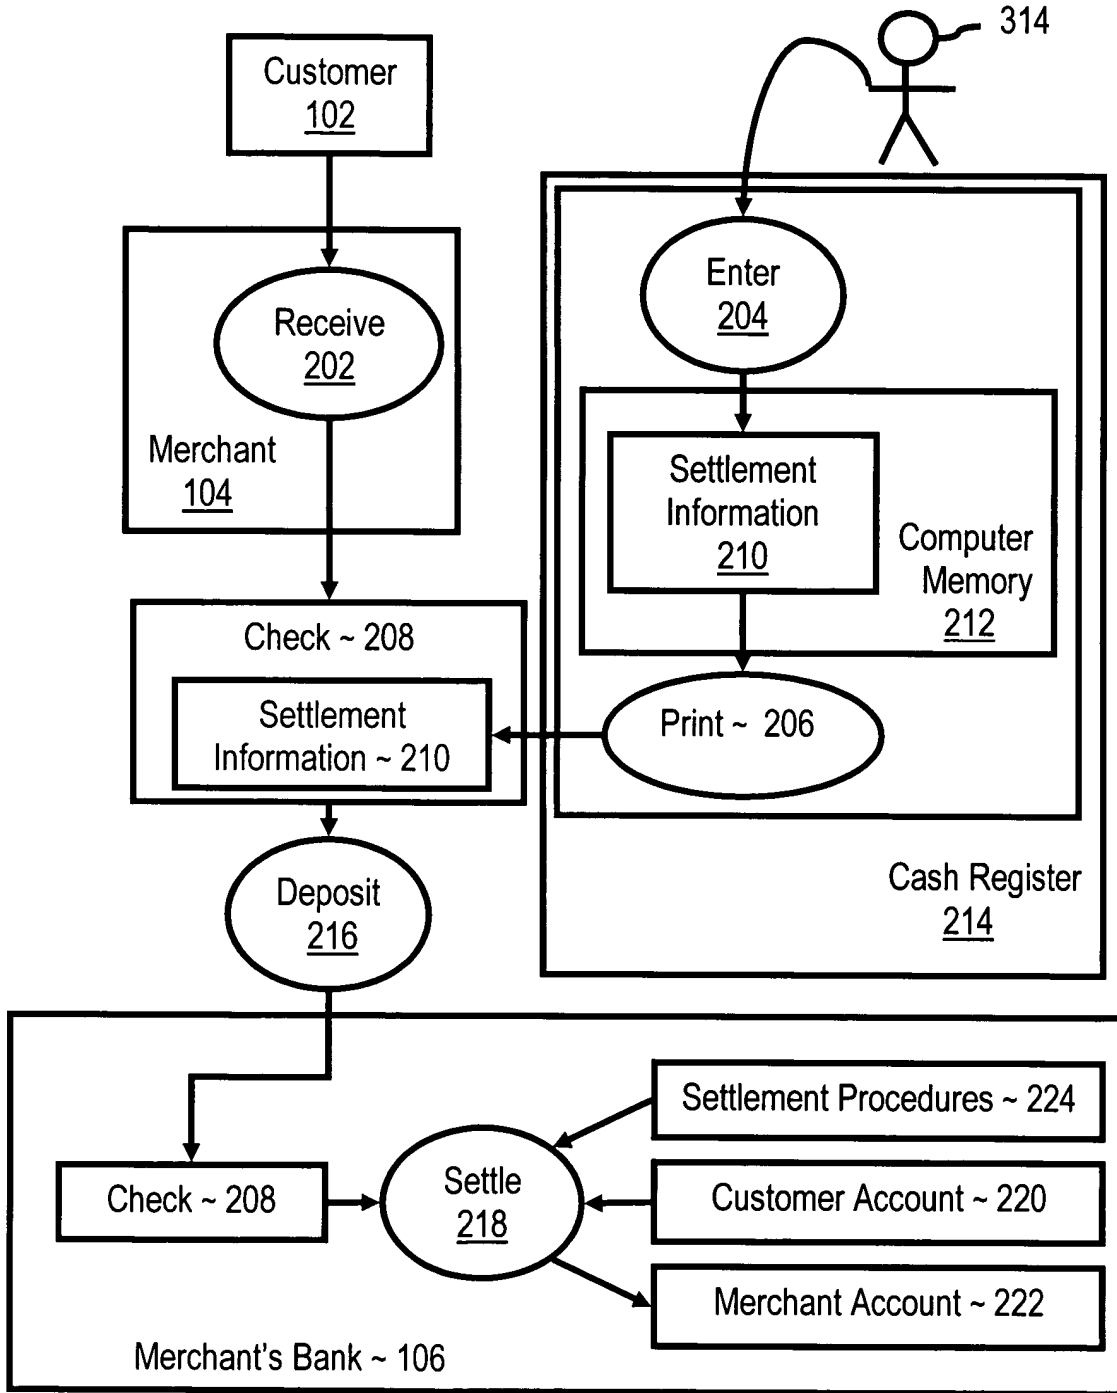 314
Customer
102
Enter
204
Receive
202
Merchant
104
Settlement
Information
210
Computer
Memory
212
Check ~ 208
Settlement
Information ~ 210
Print ~ 206
Cash Register
214
Deposit
216
Settlement Procedures ~ 224
Check ~ 208
Settle
218
Customer Account ~ 220
Merchant Account ~ 222
Merchant's Bank ~ 106